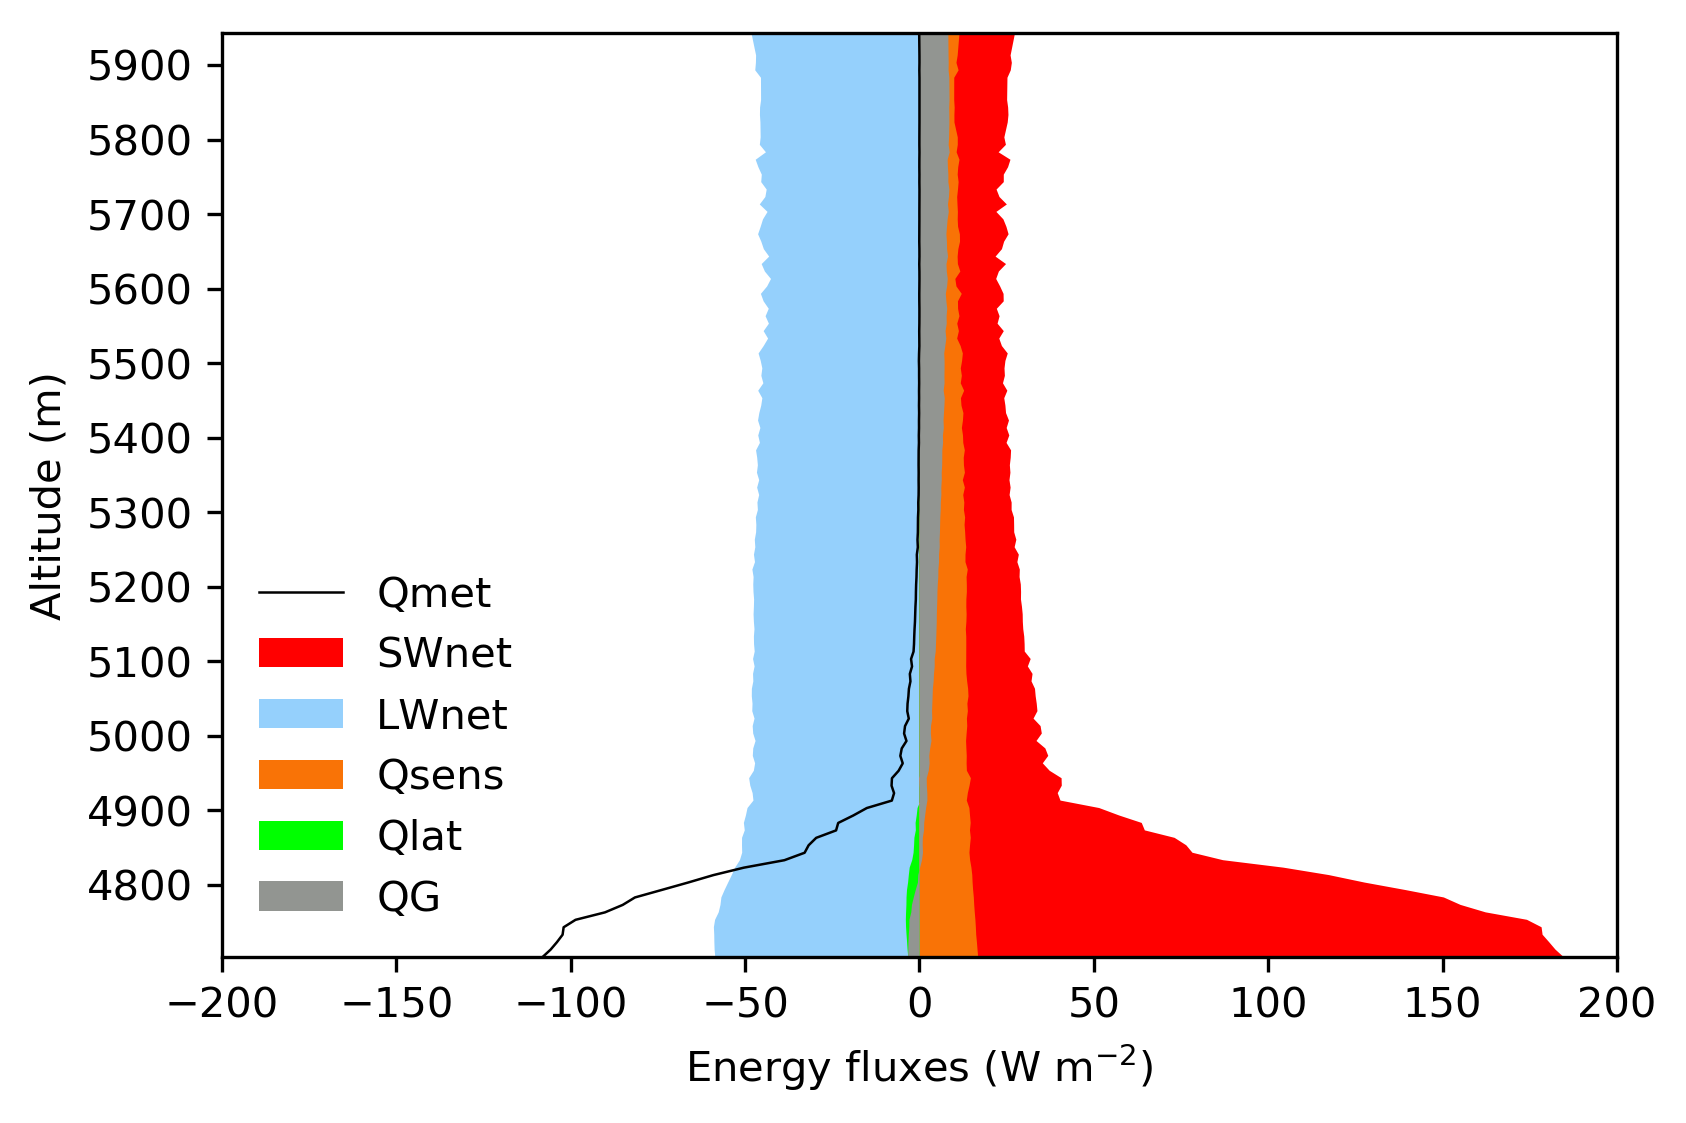 5900
5800
5700
5600
5500
5400
5300
5200
5100
5000
4900
4800
Altitude (m)
Qmet
SWnet
LWnet
Qsens
Qlat
QG
−200 −150 −100 −50 0 50 100 150 200
Energy fluxes (W m⁻²)